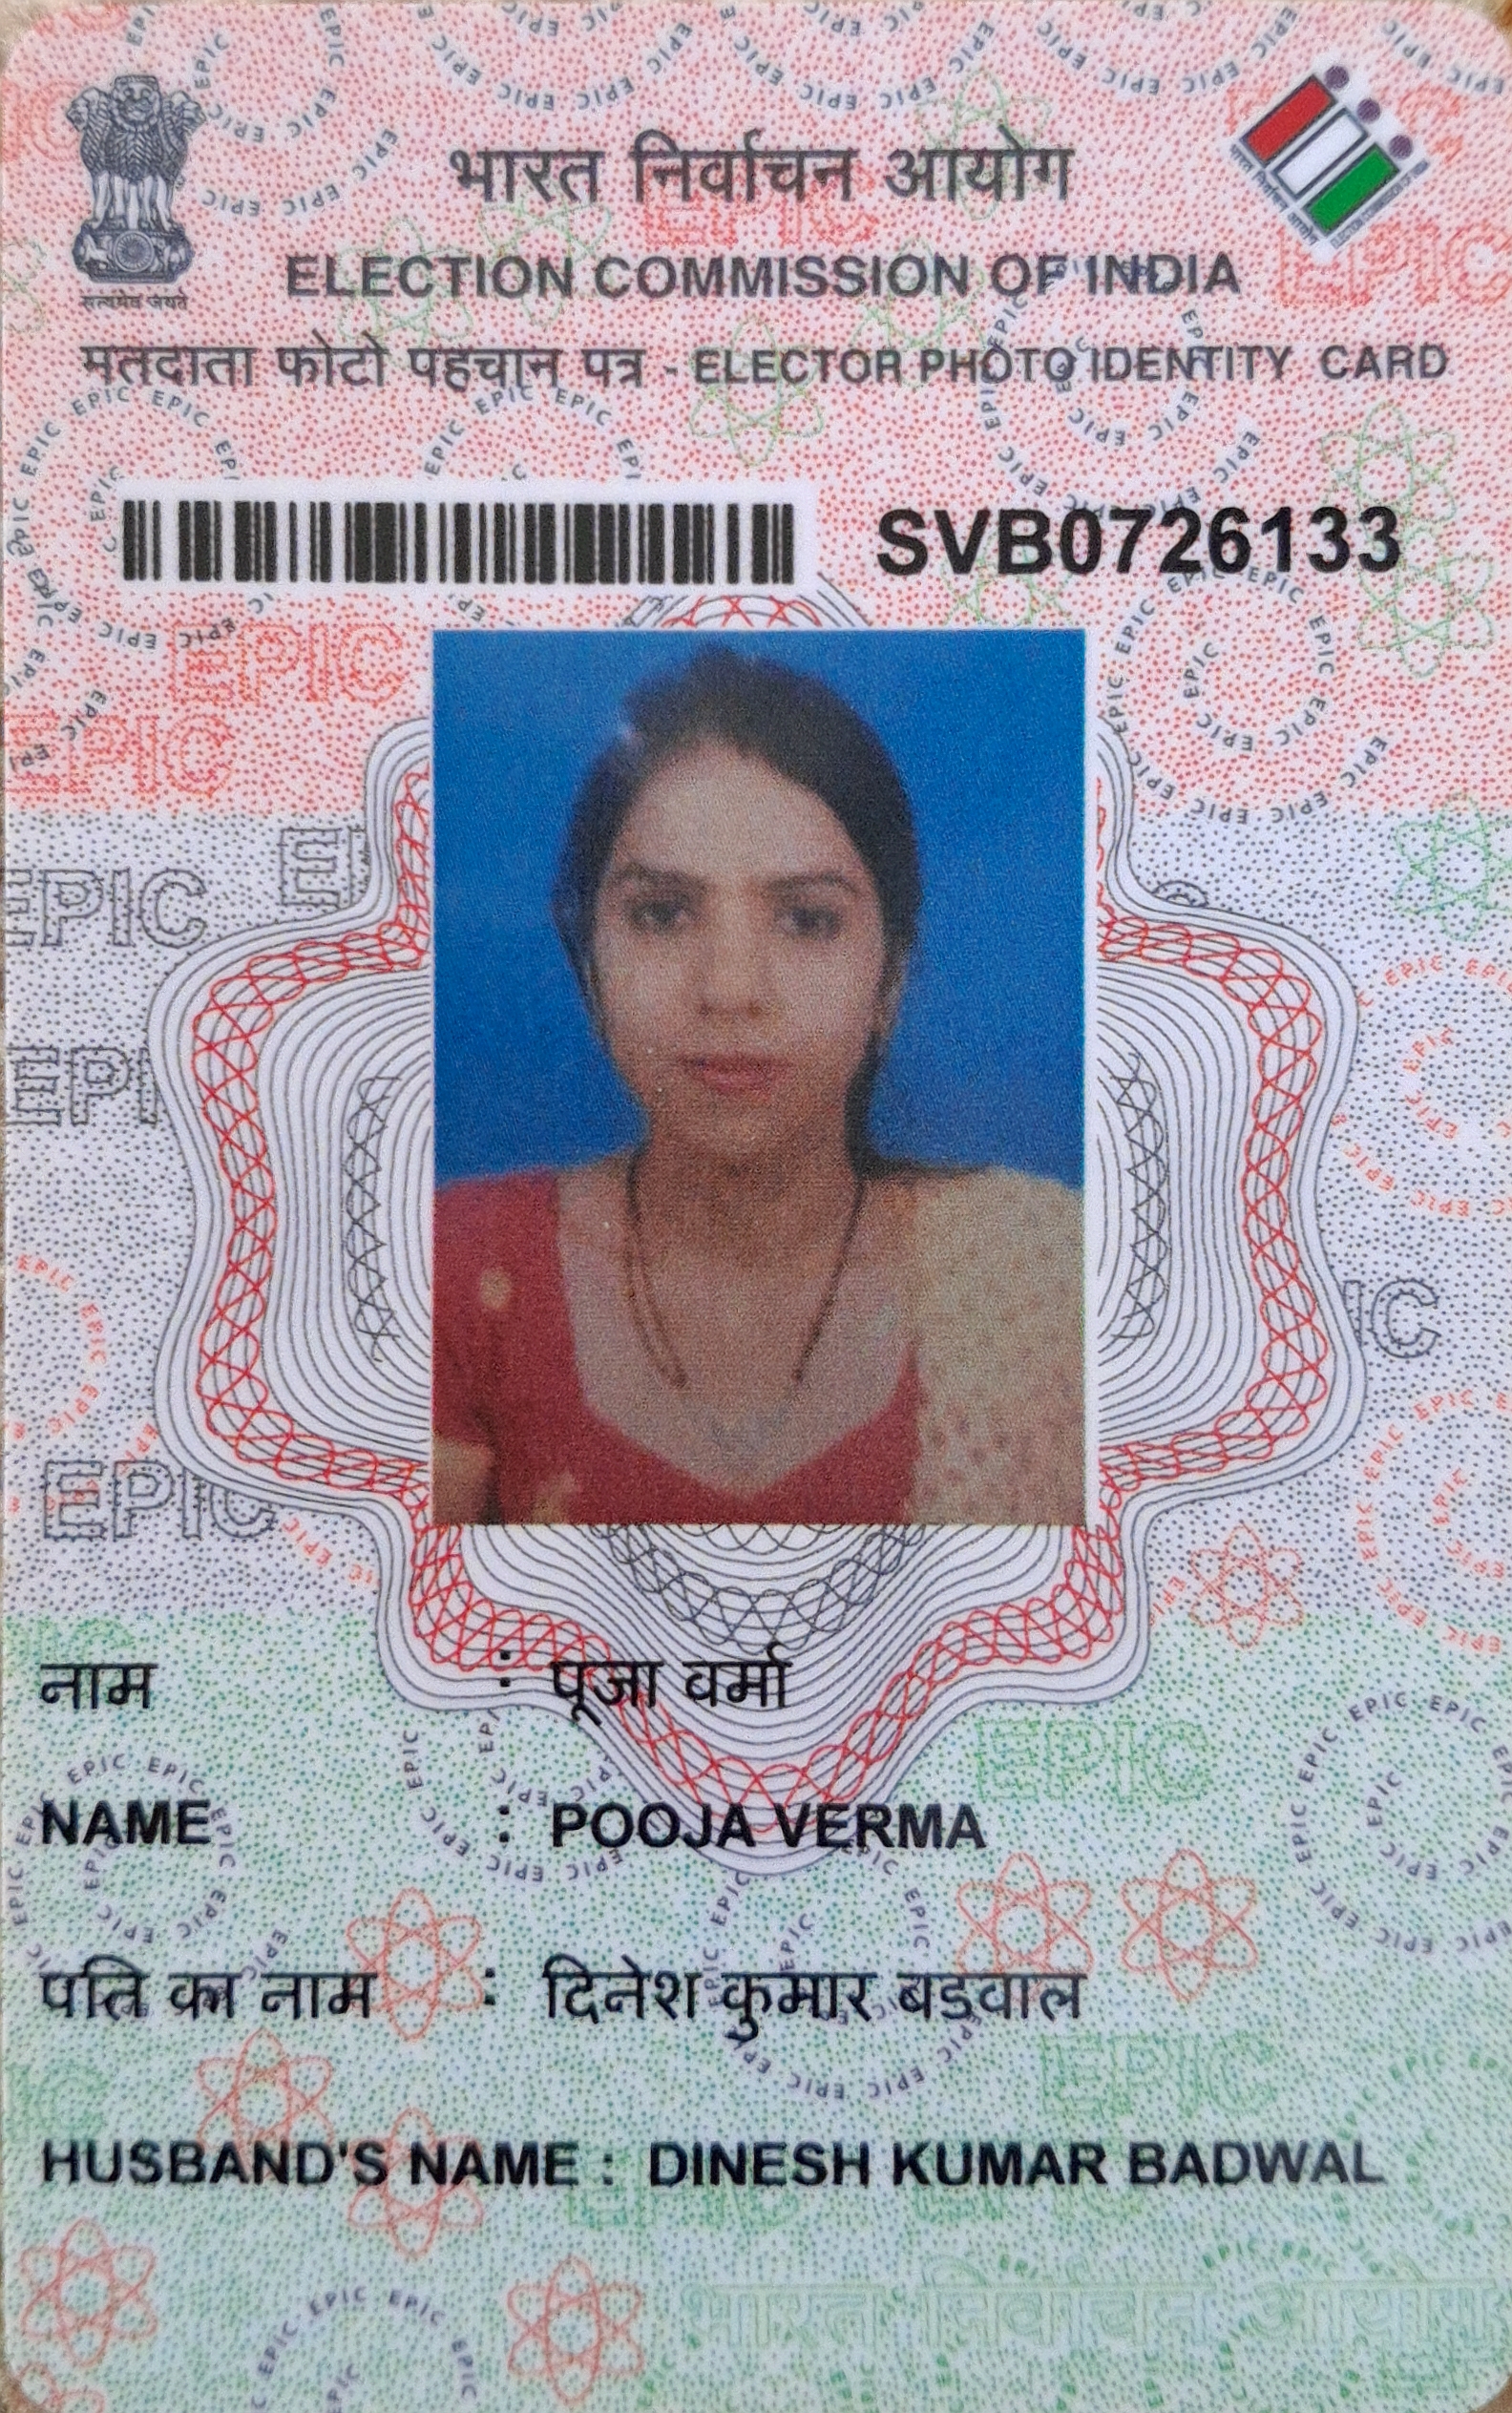 भारत निर्वाचन आयोग
ELECTION COMMISSION OF INDIA
सत्यमेव जयते
मतदाता फोटो पहचान पत्र - ELECTOR PHOTO IDENTITY CARD
SVB0726133
नाम : पूजा वर्मा
NAME : POOJA VERMA
पति का नाम : दिनेश कुमार बडवाल
HUSBAND'S NAME : DINESH KUMAR BADWAL
भारत निर्वाचन आयोग